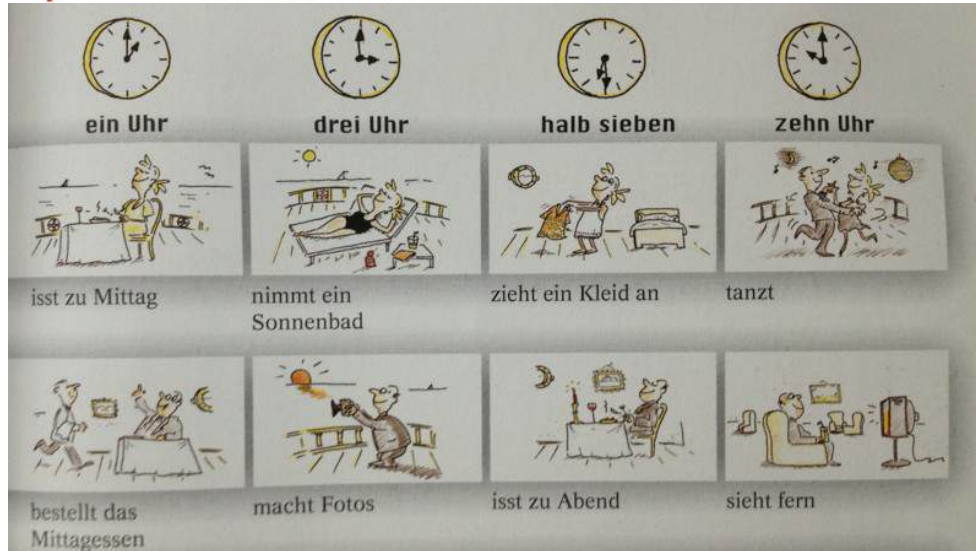 ein Uhr
drei Uhr
halb sieben
zehn Uhr
isst zu Mittag
nimmt ein
Sonnenbad
zieht ein Kleid an
tanzt
bestellt das
Mittagessen
macht Fotos
isst zu Abend
sieht fern